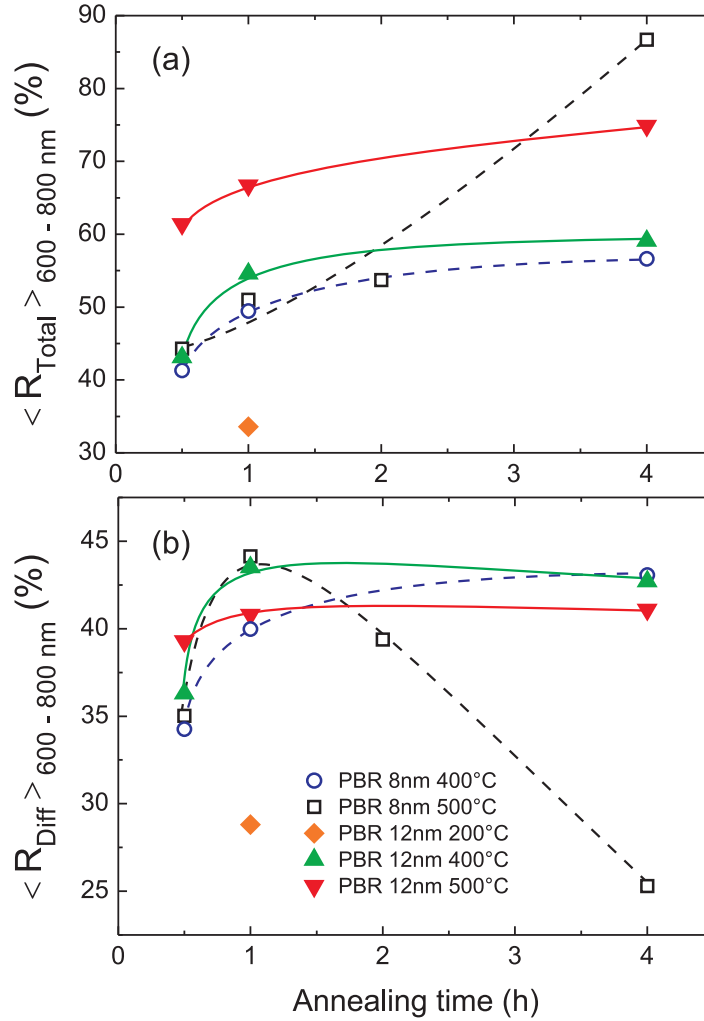 (a)
< R_Total > 600 - 800 nm (%)
90
80
70
60
50
40
30
0 1 2 3 4
(b)
< R_Diff > 600 - 800 nm (%)
45
40
35
30
25
PBR 8nm 400°C
PBR 8nm 500°C
PBR 12nm 200°C
PBR 12nm 400°C
PBR 12nm 500°C
0 1 2 3 4
Annealing time (h)